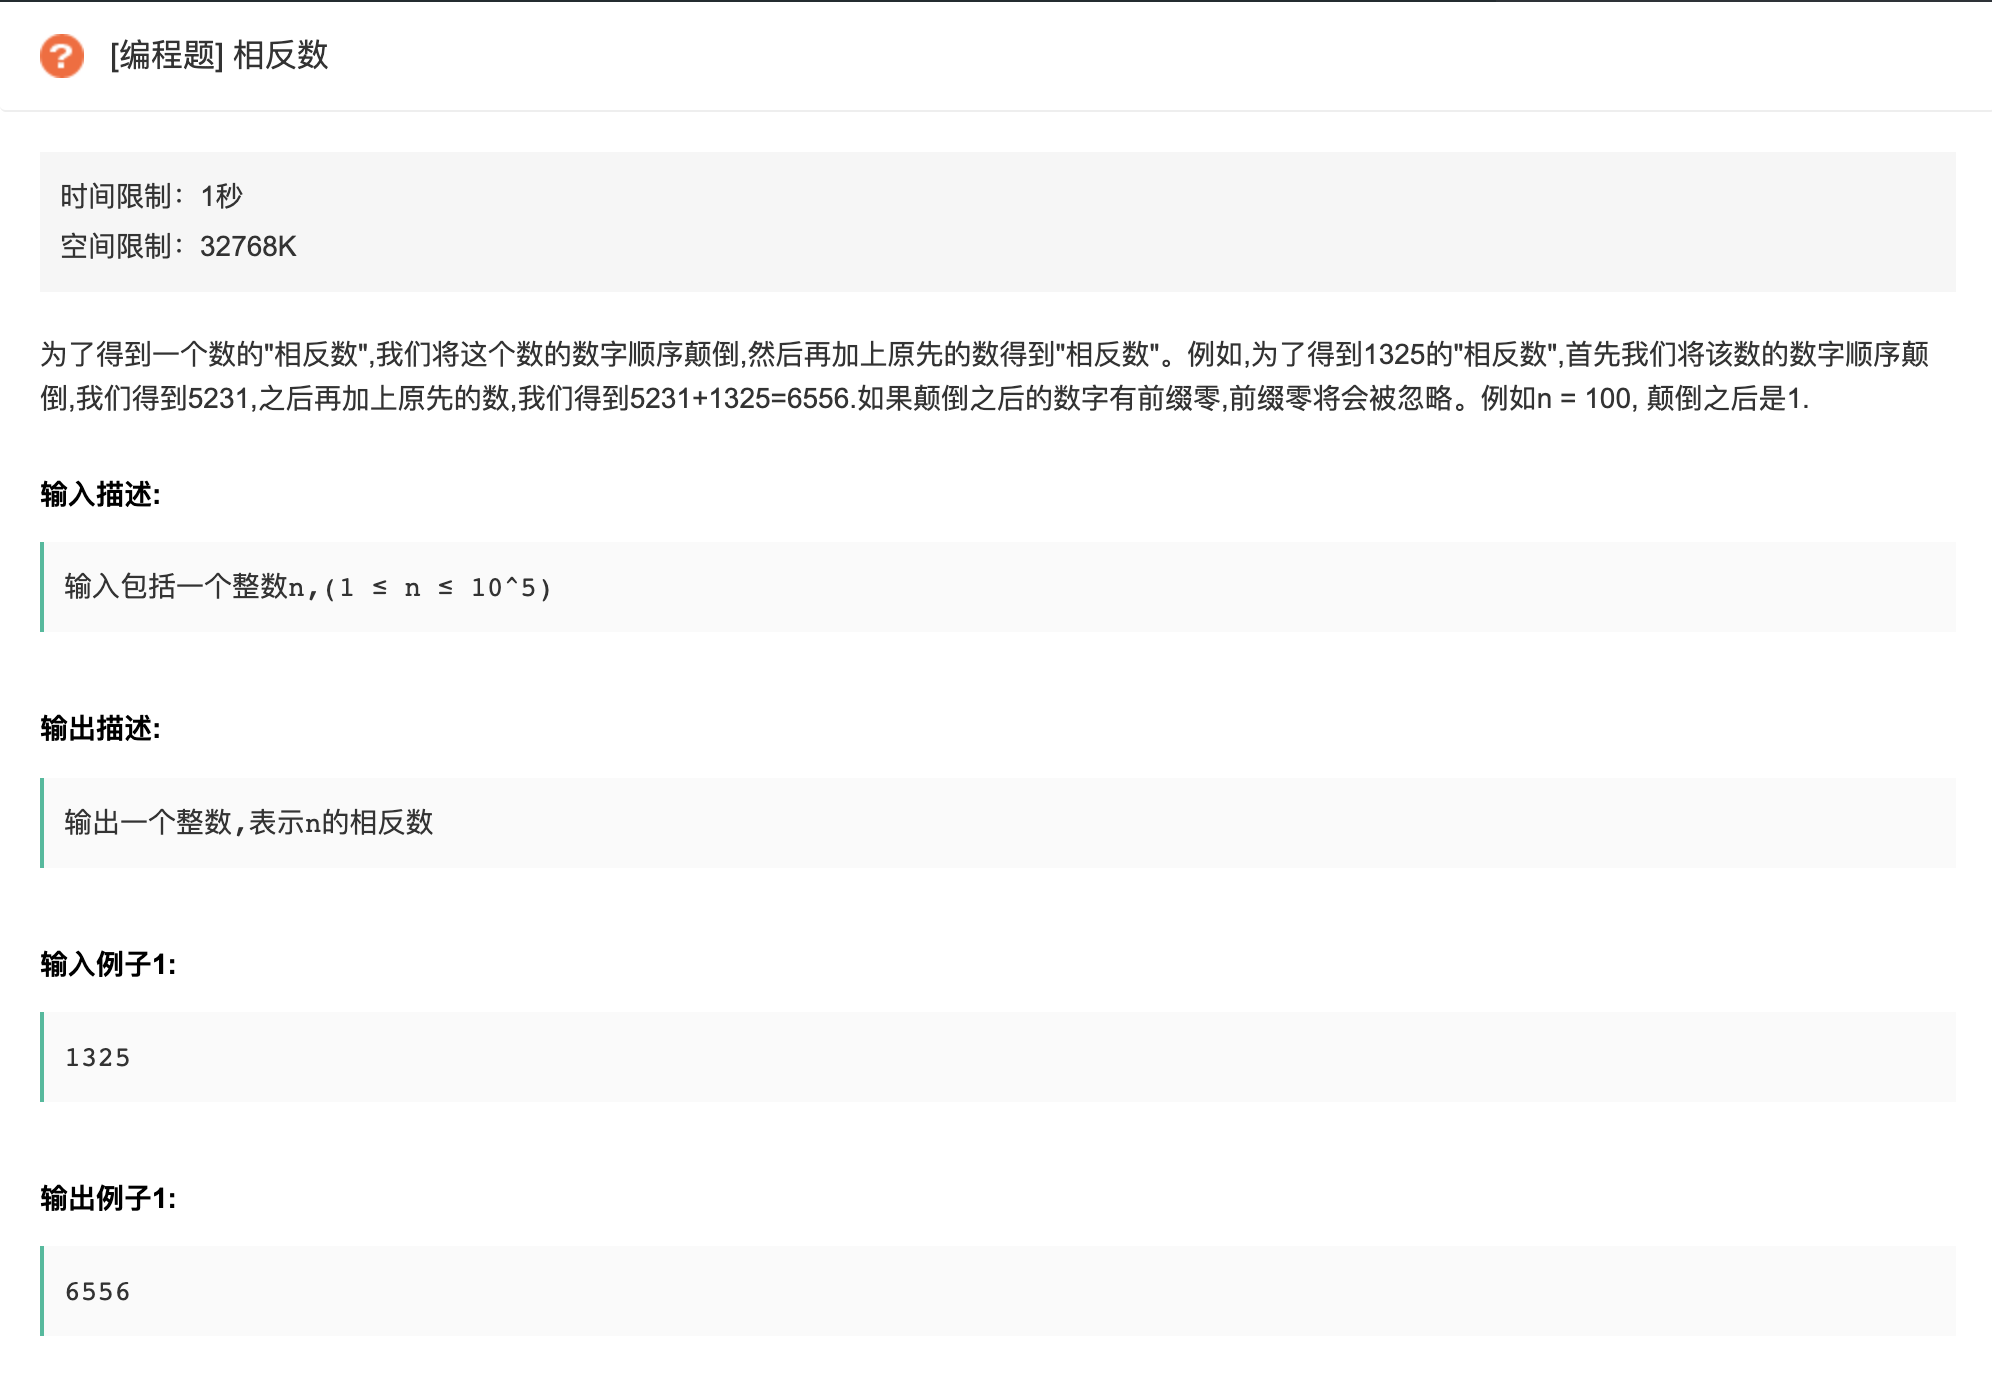 [编程题] 相反数
时间限制：1秒
空间限制：32768K
为了得到一个数的"相反数",我们将这个数的数字顺序颠倒,然后再加上原先的数得到"相反数"。例如,为了得到1325的"相反数",首先我们将该数的数字顺序颠
倒,我们得到5231,之后再加上原先的数,我们得到5231+1325=6556.如果颠倒之后的数字有前缀零,前缀零将会被忽略。例如n = 100, 颠倒之后是1.
输入描述:
输入包括一个整数n,(1 ≤ n ≤ 10^5)
输出描述:
输出一个整数,表示n的相反数
输入例子1:
1325
输出例子1:
6556